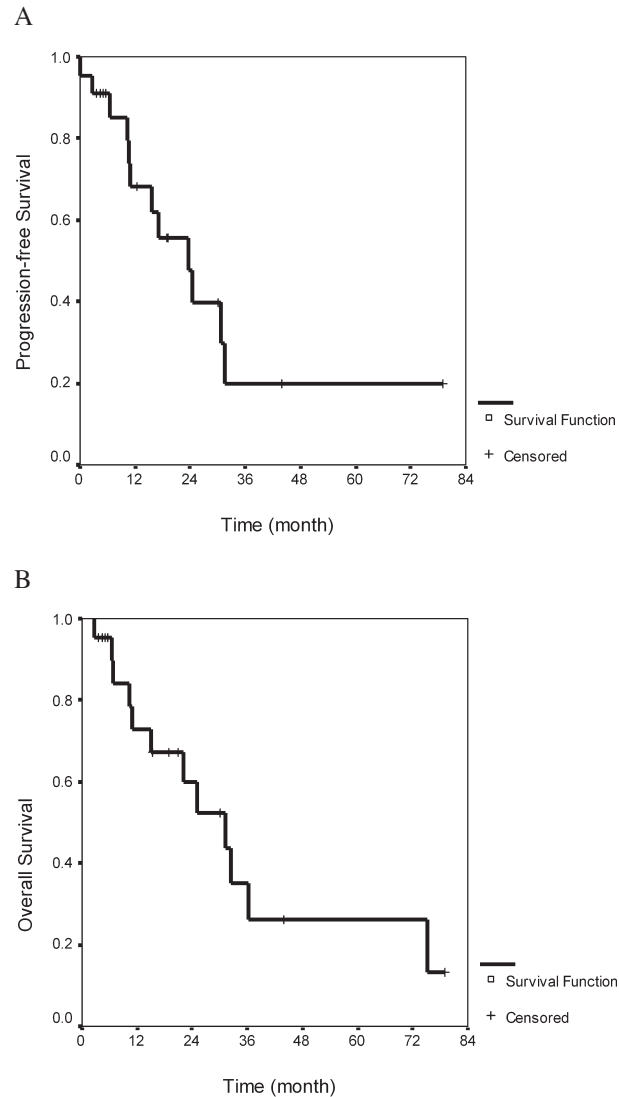 A
1.0
0.8
0.6
0.4
0.2
0.0
Progression-free Survival
0 12 24 36 48 60 72 84
Time (month)
Survival Function
+ Censored
B
1.0
0.8
0.6
0.4
0.2
0.0
Overall Survival
0 12 24 36 48 60 72 84
Time (month)
Survival Function
+ Censored